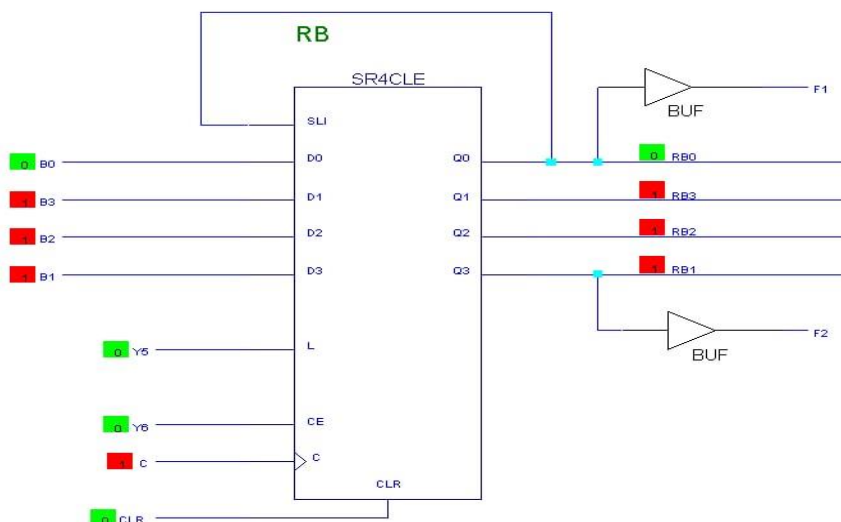 RB
SR4CLE
SLI
BUF
F1
0 B0
D0
Q0
0 RB0
1 B3
D1
Q1
1 RB3
1 B2
D2
Q2
1 RB2
1 B1
D3
Q3
1 RB1
BUF
F2
0 Y5
L
0 Y6
CE
1 C
C
CLR
0 CLR